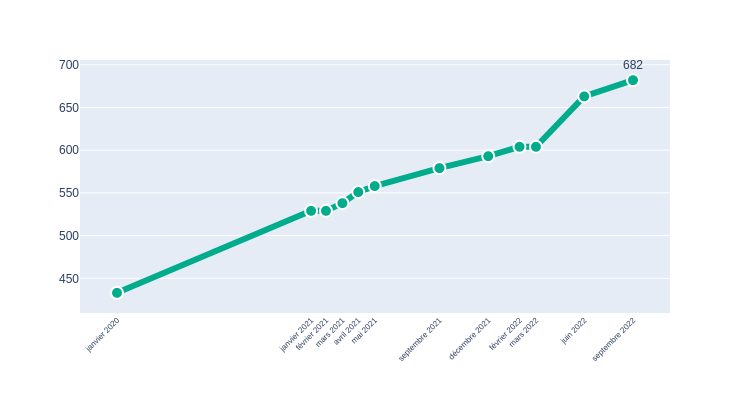 700
650
600
550
500
450
682
janvier 2020
janvier 2021
février 2021
mars 2021
avril 2021
mai 2021
septembre 2021
décembre 2021
février 2022
mars 2022
juin 2022
septembre 2022